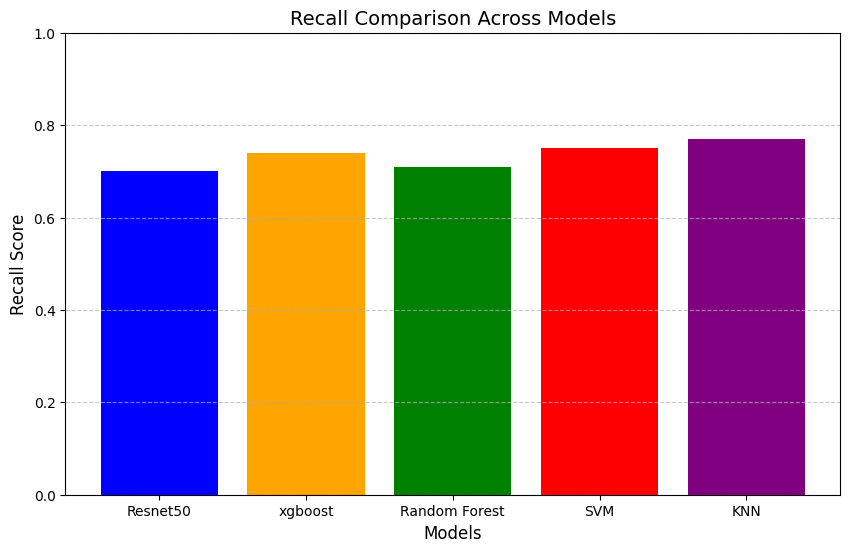 Recall Comparison Across Models
1.0
0.8
0.6
0.4
0.2
0.0
Recall Score
Resnet50 xgboost Random Forest SVM KNN
Models